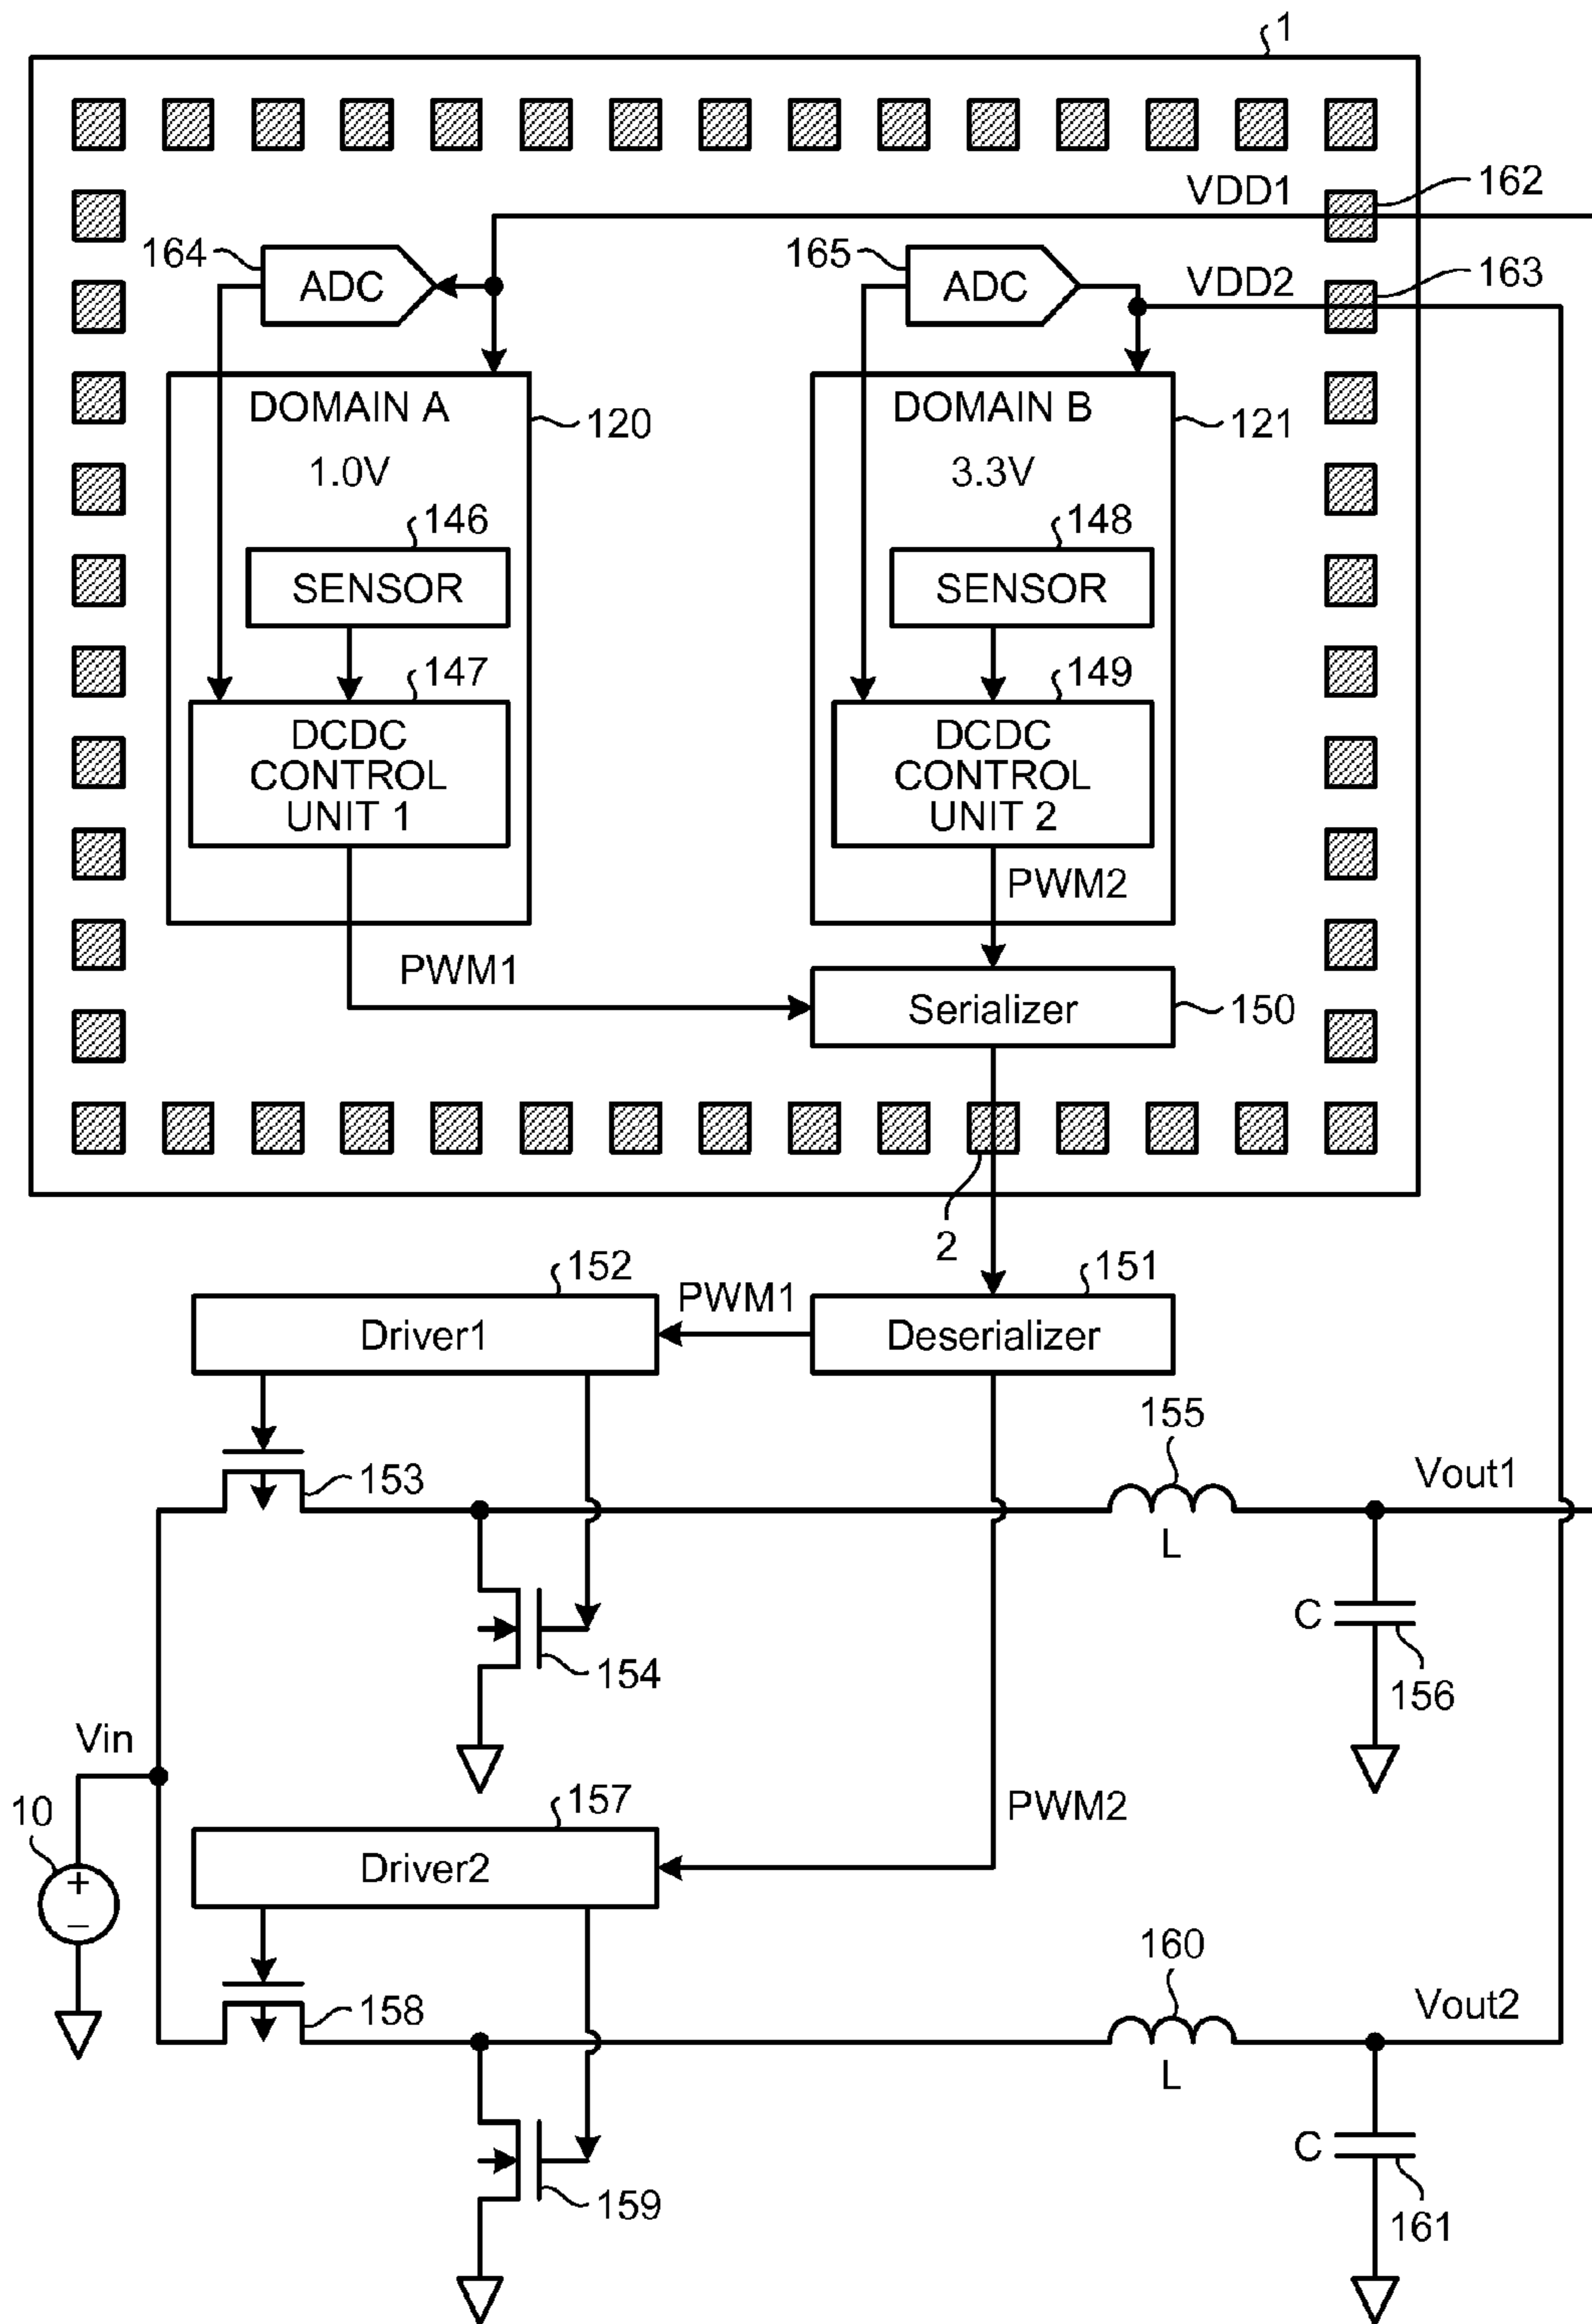 1
VDD1
162
164
ADC
165
ADC
VDD2
163
DOMAIN A
120
DOMAIN B
121
1.0V
3.3V
146
148
SENSOR
SENSOR
147
149
DCDC
CONTROL
UNIT 1
DCDC
CONTROL
UNIT 2
PWM2
PWM1
Serializer
150
2
152
PWM1
151
Driver1
Deserializer
155
Vout1
153
L
C
154
156
Vin
157
PWM2
10
Driver2
+
−
160
158
Vout2
L
C
159
161